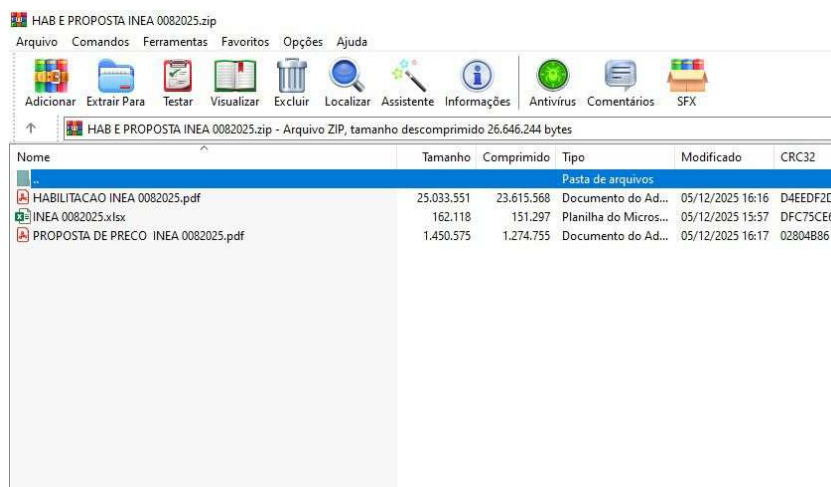 HAB E PROPOSTA INEA 0082025.zip
Arquivo Comandos Ferramentas Favoritos Opções Ajuda
Adicionar Extrair Para Testar Visualizar Excluir Localizar Assistente Informações Antivírus Comentários SFX
HAB E PROPOSTA INEA 0082025.zip - Arquivo ZIP, tamanho descomprimido 26.646.244 bytes
Nome Tamanho Comprimido Tipo Modificado CRC32
.. Pasta de arquivos
HABILITACAO INEA 0082025.pdf 25.033.551 23.615.568 Documento do Ad... 05/12/2025 16:16 D4EEDF2D
INEA 0082025.xlsx 162.118 151.297 Planilha do Micros... 05/12/2025 15:57 DFC75CE6
PROPOSTA DE PRECO INEA 0082025.pdf 1.450.575 1.274.755 Documento do Ad... 05/12/2025 16:17 02804B86